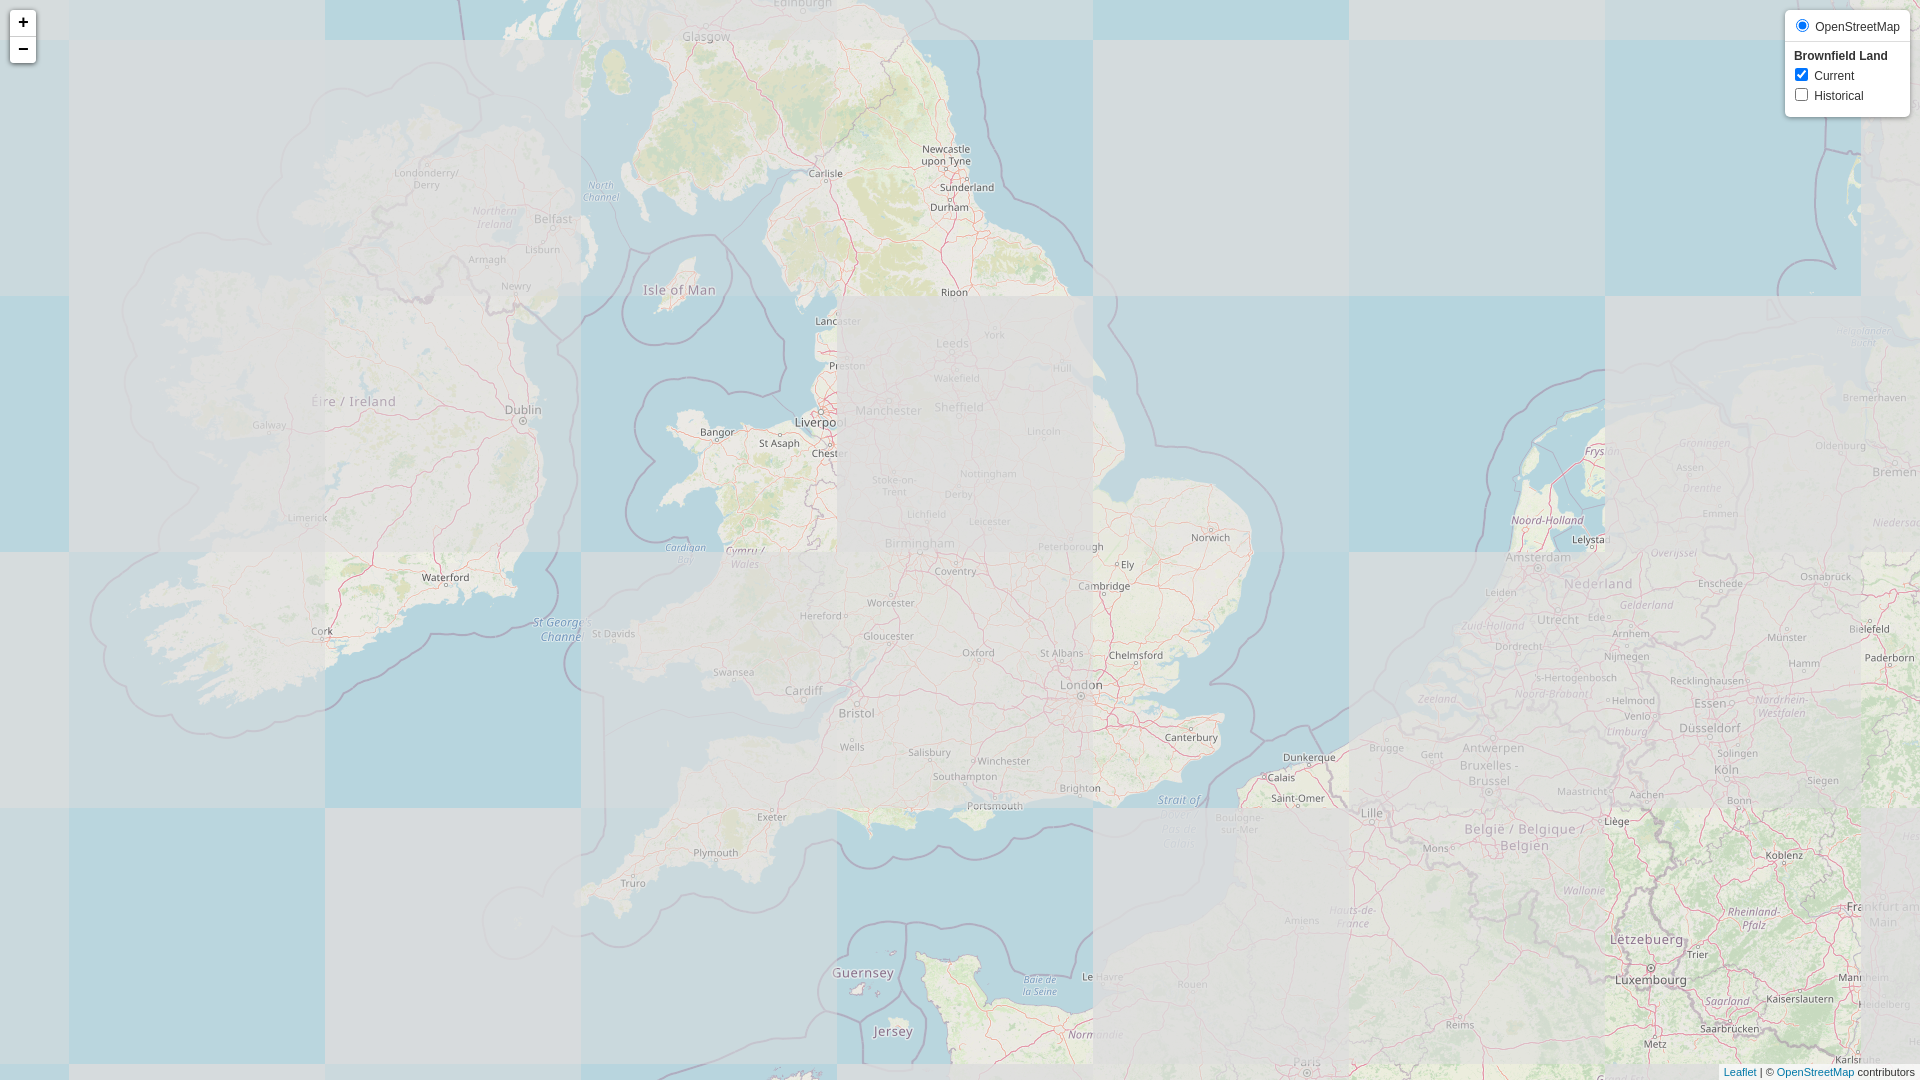 +
−
OpenStreetMap
Brownfield Land
Current
Historical
Edinburgh
Glasgow
Londonderry/
Derry
North
Channel
Northern
Ireland
Belfast
Lisburn
Armagh
Newry
Newcastle
upon Tyne
Carlisle
Sunderland
Durham
Isle of Man
Ripon
Lancaster
York
Leeds
Preston
Hull
Wakefield
Bremerhaven
Éire / Ireland
Dublin
Manchester
Sheffield
Liverpool
Galway
Bangor
Lincoln
St Asaph
Chester
Groningen
Oldenburg
Fryslân
Assen
Bremen
Nottingham
Stoke-on-
Trent
Derby
Drenthe
Lichfield
Leicester
Emmen
Limerick
Noord-Holland
Norwich
Birmingham
Peterborough
Lelystad
Cardigan
Bay
Cymru /
Wales
Overijssel
Amsterdam
Ely
Coventry
Waterford
Nederland
Enschede
Osnabrück
Cambridge
Leiden
Worcester
Gelderland
Hereford
Utrecht
Ede
St George's
Channel
Zuid-Holland
Cork
St Davids
Gloucester
Arnhem
Münster
Bielefeld
Dordrecht
Oxford
St Albans
Chelmsford
Nijmegen
Hamm
Paderborn
Swansea
's-Hertogenbosch
Recklinghausen
London
Cardiff
Noord-Brabant
Zeeland
Helmond
Essen
Nordrhein-
Westfalen
Bristol
Venlo
Düsseldorf
Canterbury
Limburg
Wells
Salisbury
Brugge
Gent
Antwerpen
Solingen
Winchester
Dunkerque
Bruxelles -
Brussel
Köln
Southampton
Calais
Siegen
Brighton
Maastricht
Aachen
Saint-Omer
Strait of
Bonn
Portsmouth
Exeter
Boulogne-
sur-Mer
Lille
Liège
België / Belgique /
Belgien
Mons
Plymouth
Koblenz
Truro
Wallonie
Frankfurt am
Main
Hauts-de-
France
Rheinland-
Pfalz
Amiens
Lëtzebuerg
Trier
Guernsey
Le Havre
Mannheim
Baie de
la Seine
Rouen
Luxembourg
Kaiserslautern
Saarland
Heidelberg
Jersey
Reims
Saarbrücken
Normandie
Metz
Paris
Leaflet | © OpenStreetMap contributors